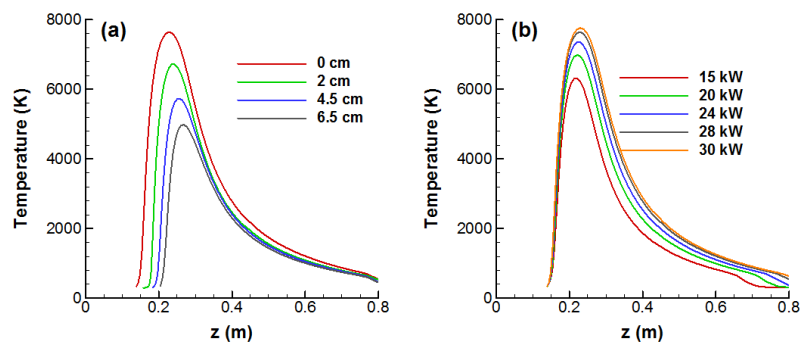 (a)
0 cm
2 cm
4.5 cm
6.5 cm
Temperature (K)
8000
6000
4000
2000
0
0
0.2
0.4
0.6
0.8
z (m)
(b)
15 kW
20 kW
24 kW
28 kW
30 kW
Temperature (K)
8000
6000
4000
2000
0
0
0.2
0.4
0.6
0.8
z (m)